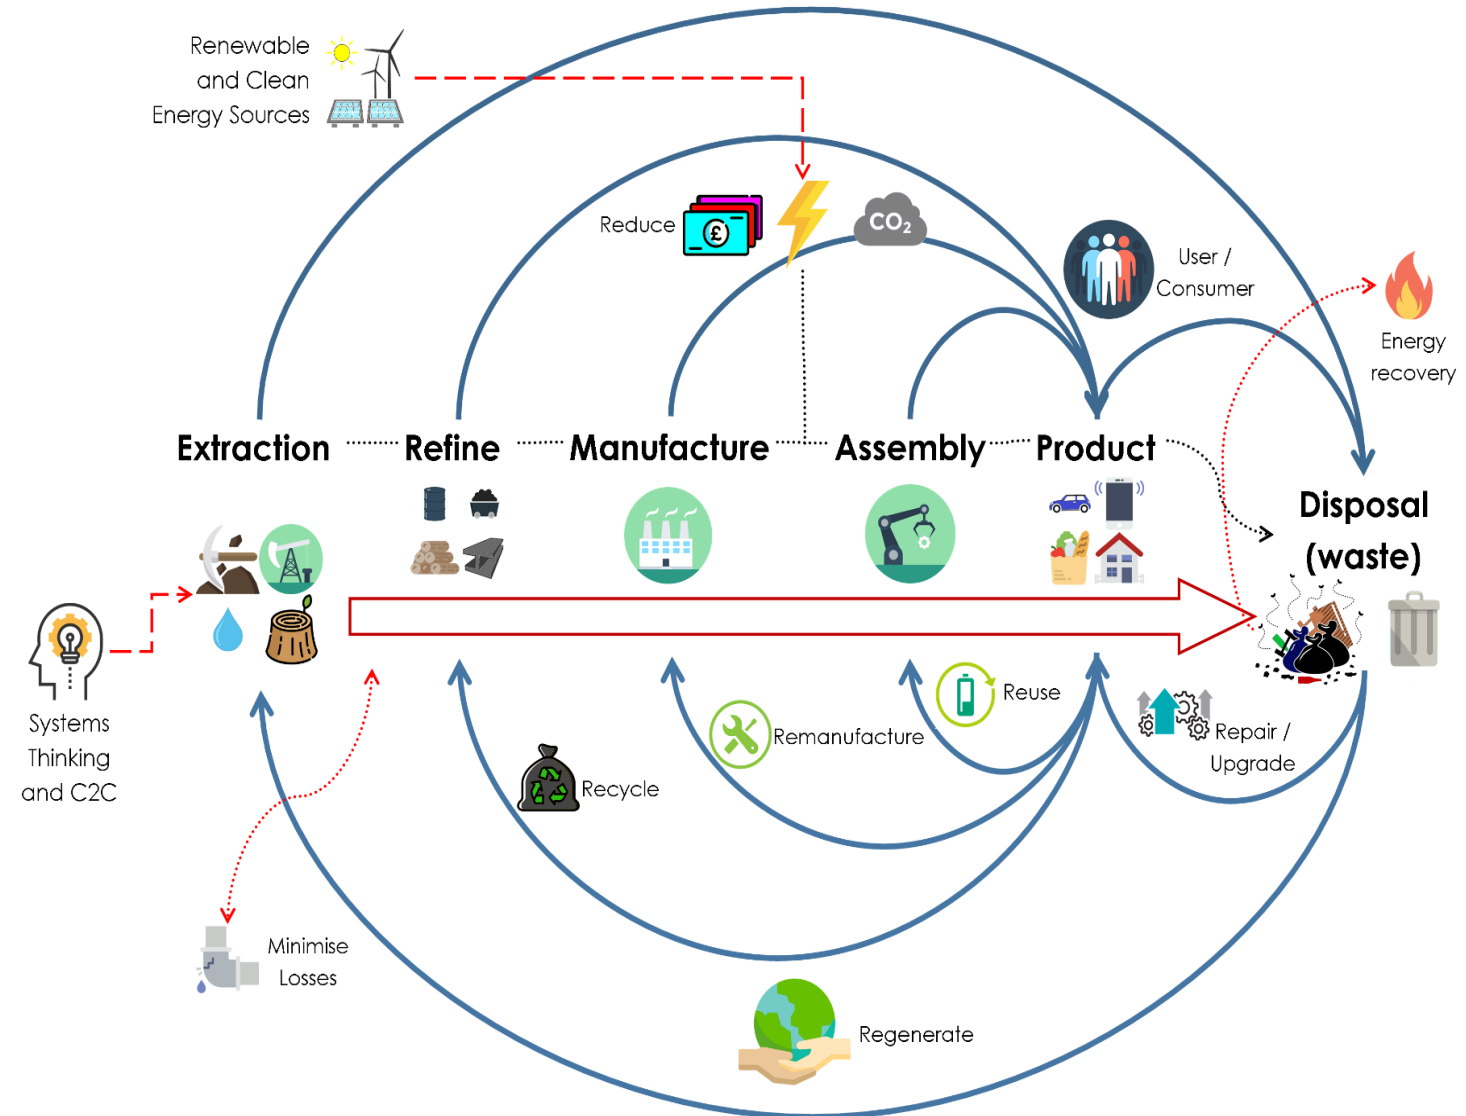 Renewable
and Clean
Energy Sources
Reduce
£
CO₂
User /
Consumer
Energy
recovery
Extraction
Refine
Manufacture
Assembly
Product
Disposal
(waste)
Systems
Thinking
and C2C
Reuse
Remanufacture
Repair /
Upgrade
Recycle
Minimise
Losses
Regenerate